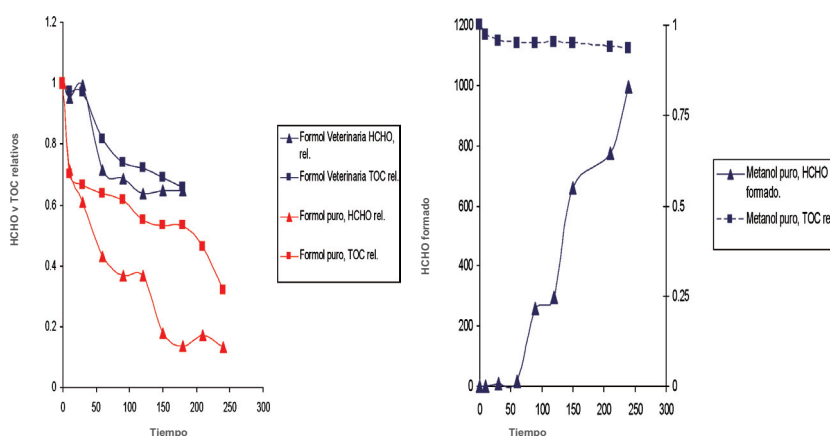 1.2
1
0.8
0.6
0.4
0.2
0
0
50
100
150
200
250
300
HCHO y TOC relativos
Tiempo
Formol Veterinaria HCHO,
rel.
Formol Veterinaria TOC rel.
Formol puro, HCHO rel.
Formol puro, TOC rel.
1200
1000
800
600
400
200
0
0
50
100
150
200
250
300
1
0.75
0.5
0.25
0
HCHO formado
Tiempo
Metanol puro, HCHO
formado.
Metanol puro, TOC re